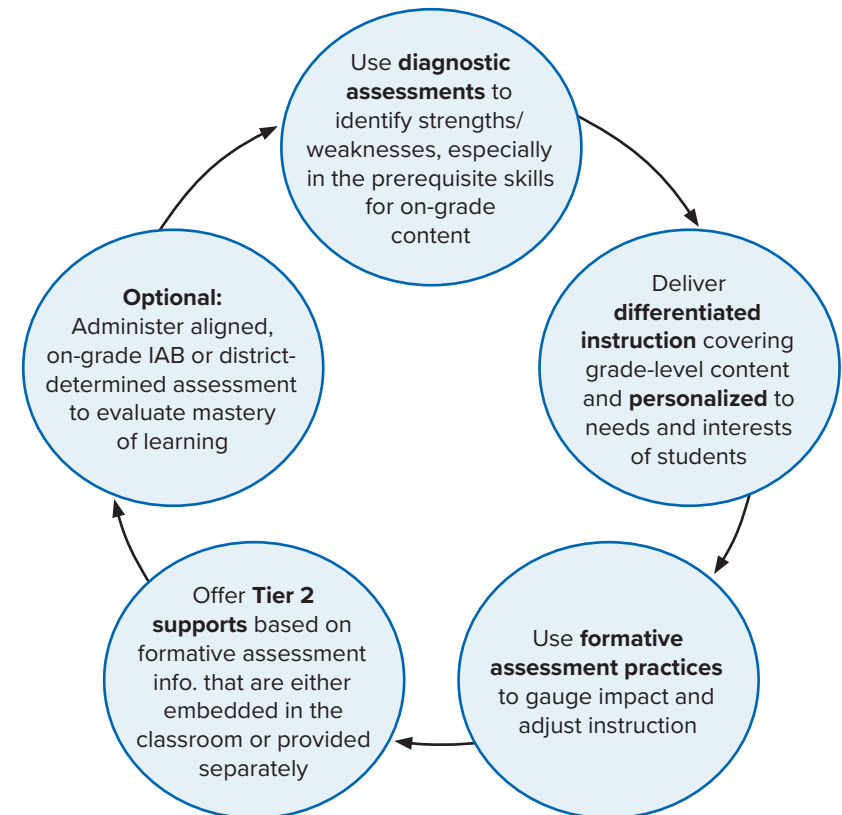 Use diagnostic
assessments to
identify strengths/
weaknesses, especially
in the prerequisite skills
for on-grade
content
Deliver
differentiated
instruction covering
grade-level content
and personalized to
needs and interests
of students
Use formative
assessment practices
to gauge impact and
adjust instruction
Offer Tier 2
supports based on
formative assessment
info. that are either
embedded in the
classroom or provided
separately
Optional:
Administer aligned,
on-grade IAB or district-
determined assessment
to evaluate mastery
of learning